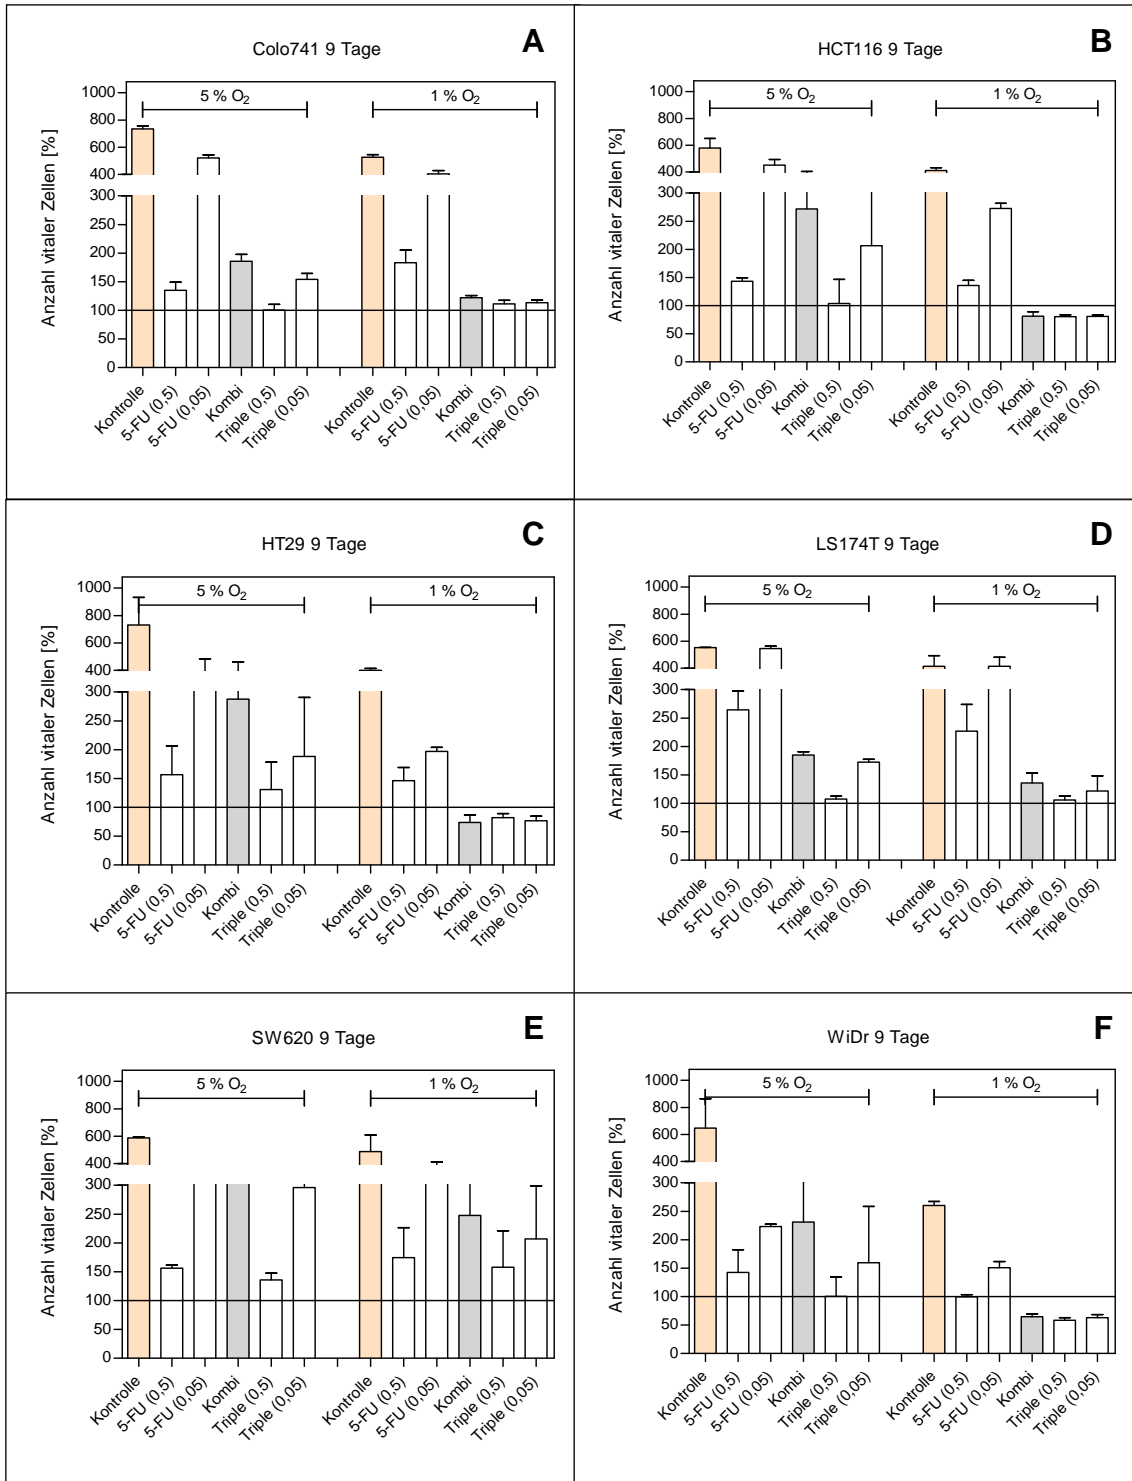 A
Colo741 9 Tage
Anzahl vitaler Zellen [%]
1000
800
600
400
300
200
150
100
50
0
5 % O2
1 % O2
Kontrolle
5-FU (0,5)
5-FU (0,05)
Kombi
Triple (0,5)
Triple (0,05)
Kontrolle
5-FU (0,5)
5-FU (0,05)
Kombi
Triple (0,5)
Triple (0,05)
B
HCT116 9 Tage
Anzahl vitaler Zellen [%]
1000
800
600
400
300
200
150
100
50
0
5 % O2
1 % O2
Kontrolle
5-FU (0,5)
5-FU (0,05)
Kombi
Triple (0,5)
Triple (0,05)
Kontrolle
5-FU (0,5)
5-FU (0,05)
Kombi
Triple (0,5)
Triple (0,05)
C
HT29 9 Tage
Anzahl vitaler Zellen [%]
1000
800
600
400
300
200
150
100
50
0
5 % O2
1 % O2
Kontrolle
5-FU (0,5)
5-FU (0,05)
Kombi
Triple (0,5)
Triple (0,05)
Kontrolle
5-FU (0,5)
5-FU (0,05)
Kombi
Triple (0,5)
Triple (0,05)
D
LS174T 9 Tage
Anzahl vitaler Zellen [%]
1000
800
600
400
300
200
150
100
50
0
5 % O2
1 % O2
Kontrolle
5-FU (0,5)
5-FU (0,05)
Kombi
Triple (0,5)
Triple (0,05)
Kontrolle
5-FU (0,5)
5-FU (0,05)
Kombi
Triple (0,5)
Triple (0,05)
E
SW620 9 Tage
Anzahl vitaler Zellen [%]
1000
800
600
400
300
250
200
150
100
50
0
5 % O2
1 % O2
Kontrolle
5-FU (0,5)
5-FU (0,05)
Kombi
Triple (0,5)
Triple (0,05)
Kontrolle
5-FU (0,5)
5-FU (0,05)
Kombi
Triple (0,5)
Triple (0,05)
F
WiDr 9 Tage
Anzahl vitaler Zellen [%]
1000
800
600
400
300
200
150
100
50
0
5 % O2
1 % O2
Kontrolle
5-FU (0,5)
5-FU (0,05)
Kombi
Triple (0,5)
Triple (0,05)
Kontrolle
5-FU (0,5)
5-FU (0,05)
Kombi
Triple (0,5)
Triple (0,05)